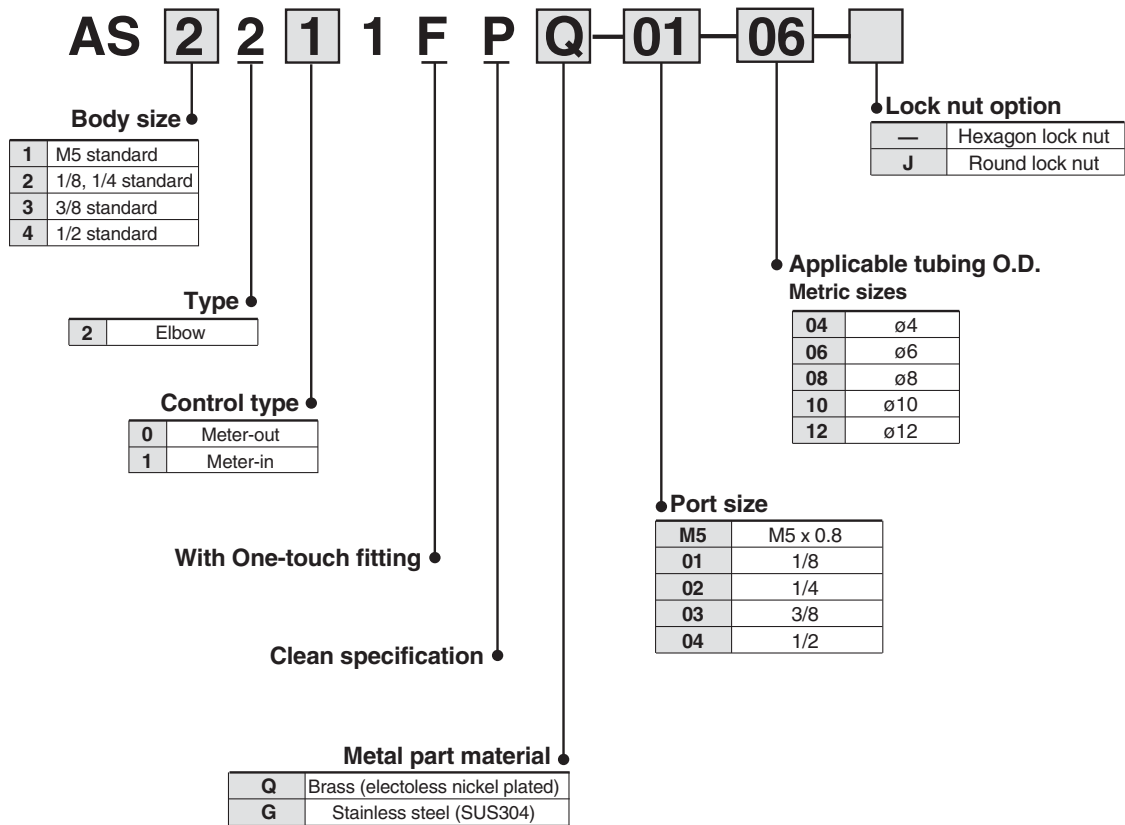 AS 2 2 1 1 F P Q-01-06-
Body size
1 M5 standard
2 1/8, 1/4 standard
3 3/8 standard
4 1/2 standard
Type
2 Elbow
Control type
0 Meter-out
1 Meter-in
With One-touch fitting
Clean specification
Metal part material
Q Brass (electoless nickel plated)
G Stainless steel (SUS304)
Port size
M5 M5 x 0.8
01 1/8
02 1/4
03 3/8
04 1/2
Applicable tubing O.D.
Metric sizes
04 ø4
06 ø6
08 ø8
10 ø10
12 ø12
Lock nut option
— Hexagon lock nut
J Round lock nut